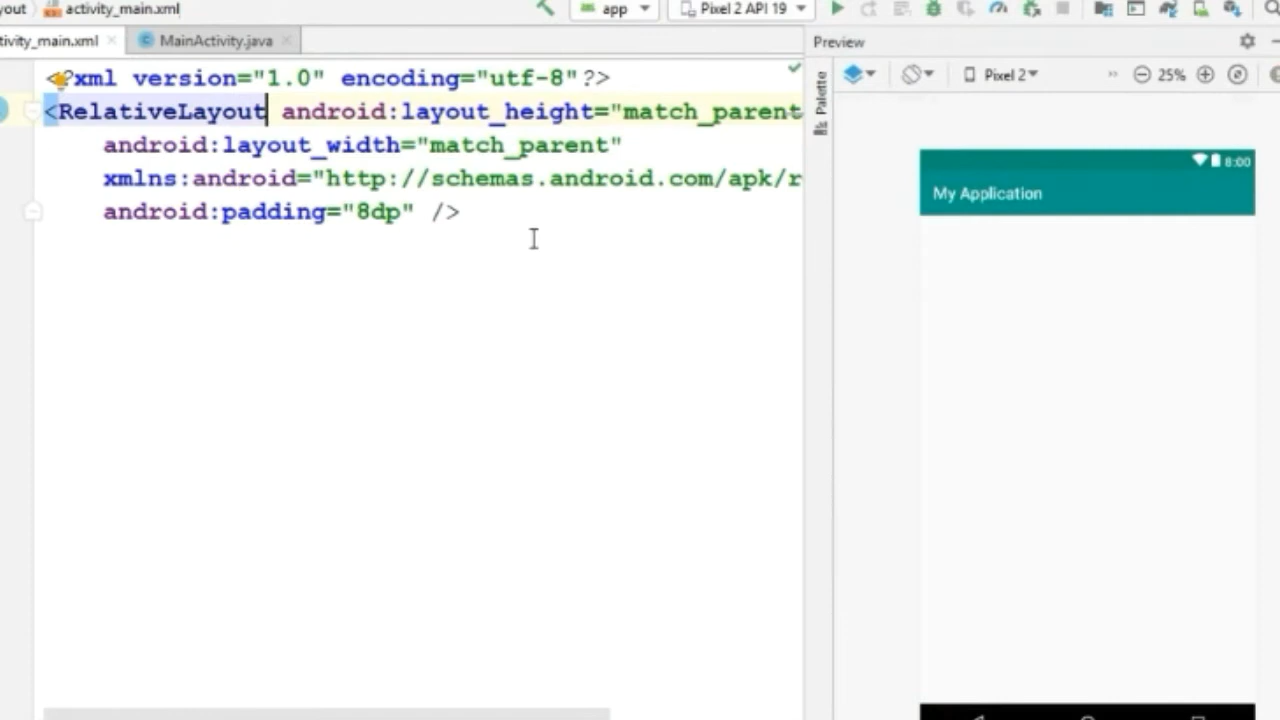 yout activity_main.xml app Pixel 2 API 19
tivity_main.xml MainActivity.java Preview
Palette
Pixel 2 25%
<?xml version="1.0" encoding="utf-8"?>
<RelativeLayout android:layout_height="match_parent
android:layout_width="match_parent"
xmlns:android="http://schemas.android.com/apk/r
android:padding="8dp" />
8:00
My Application